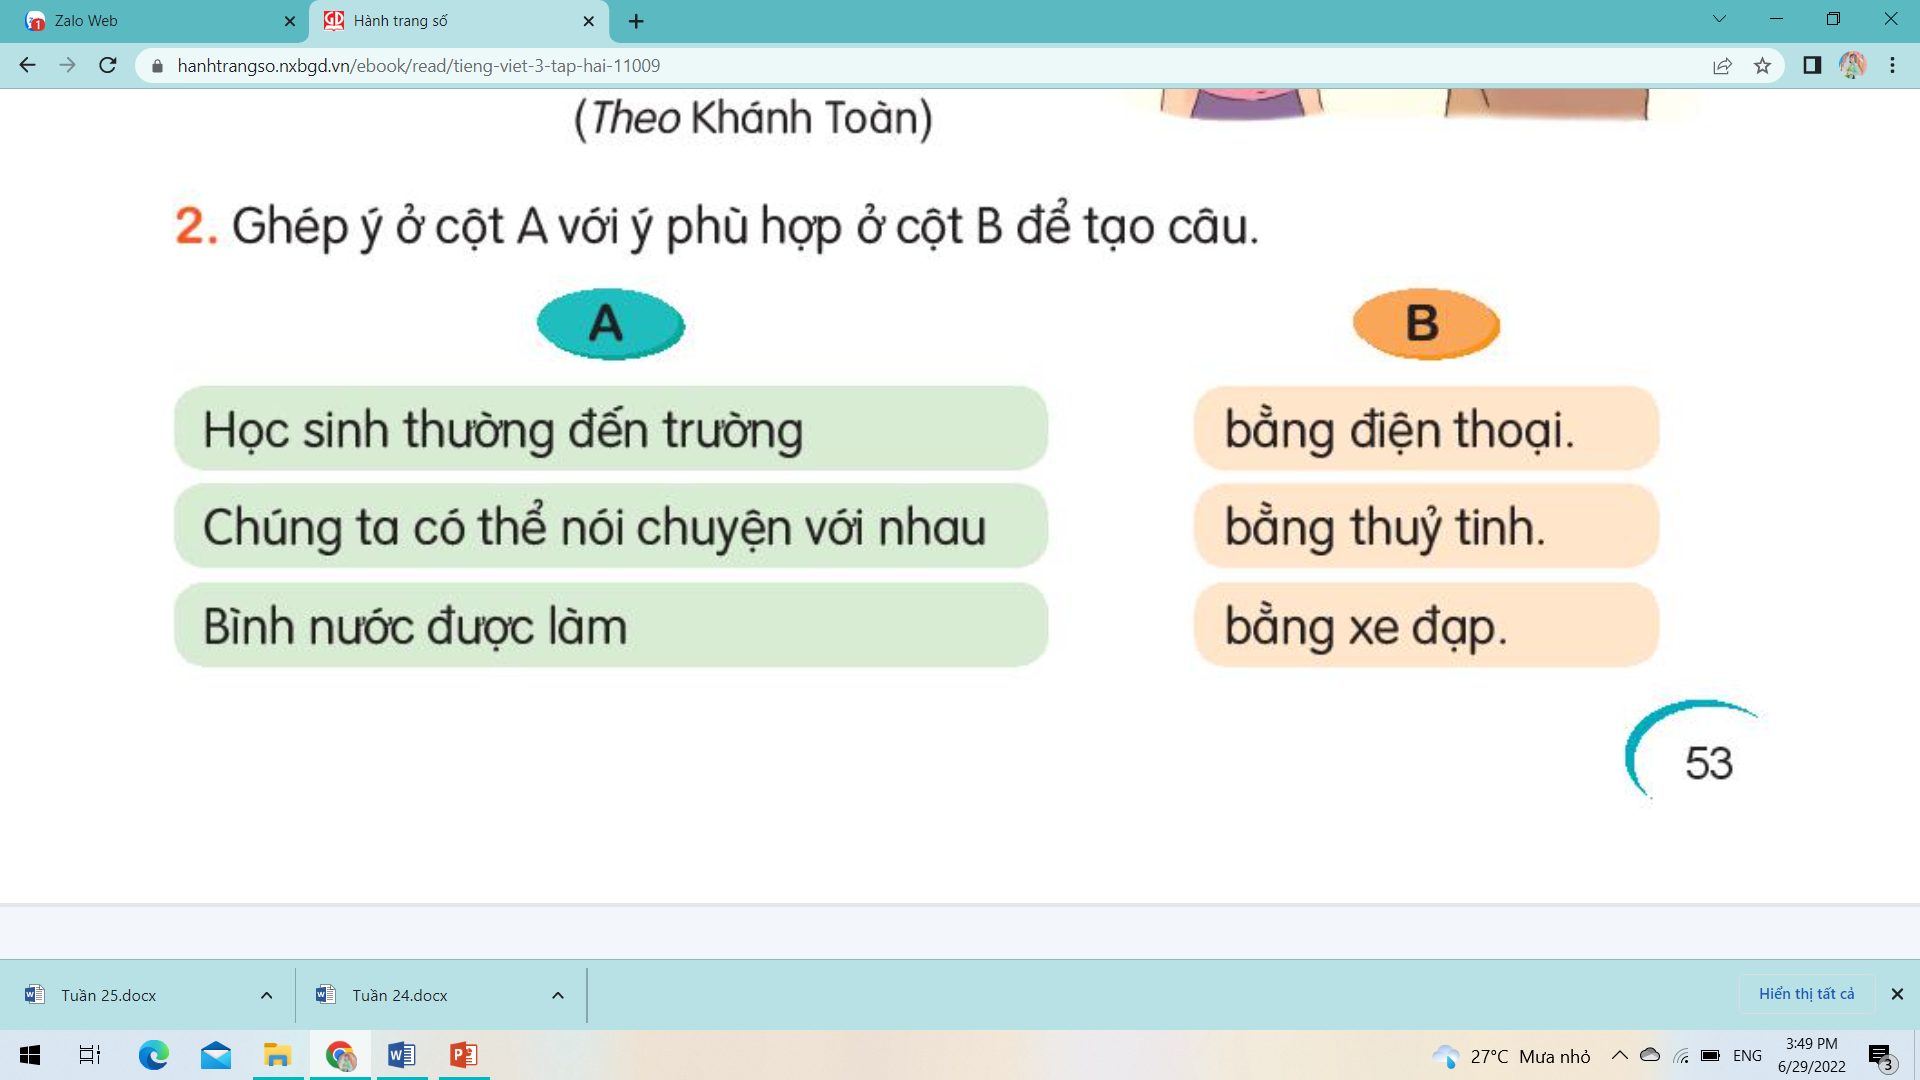 Zalo Web
Hành trang số
hanhtrangso.nxbgd.vn/ebook/read/tieng-viet-3-tap-hai-11009
(Theo Khánh Toàn)
2. Ghép ý ở cột A với ý phù hợp ở cột B để tạo câu.
A B
Học sinh thường đến trường bằng điện thoại.
Chúng ta có thể nói chuyện với nhau bằng thuỷ tinh.
Bình nước được làm bằng xe đạp.
53
Tuần 25.docx Tuần 24.docx Hiển thị tất cả
27°C Mưa nhỏ ENG 3:49 PM
6/29/2022 3